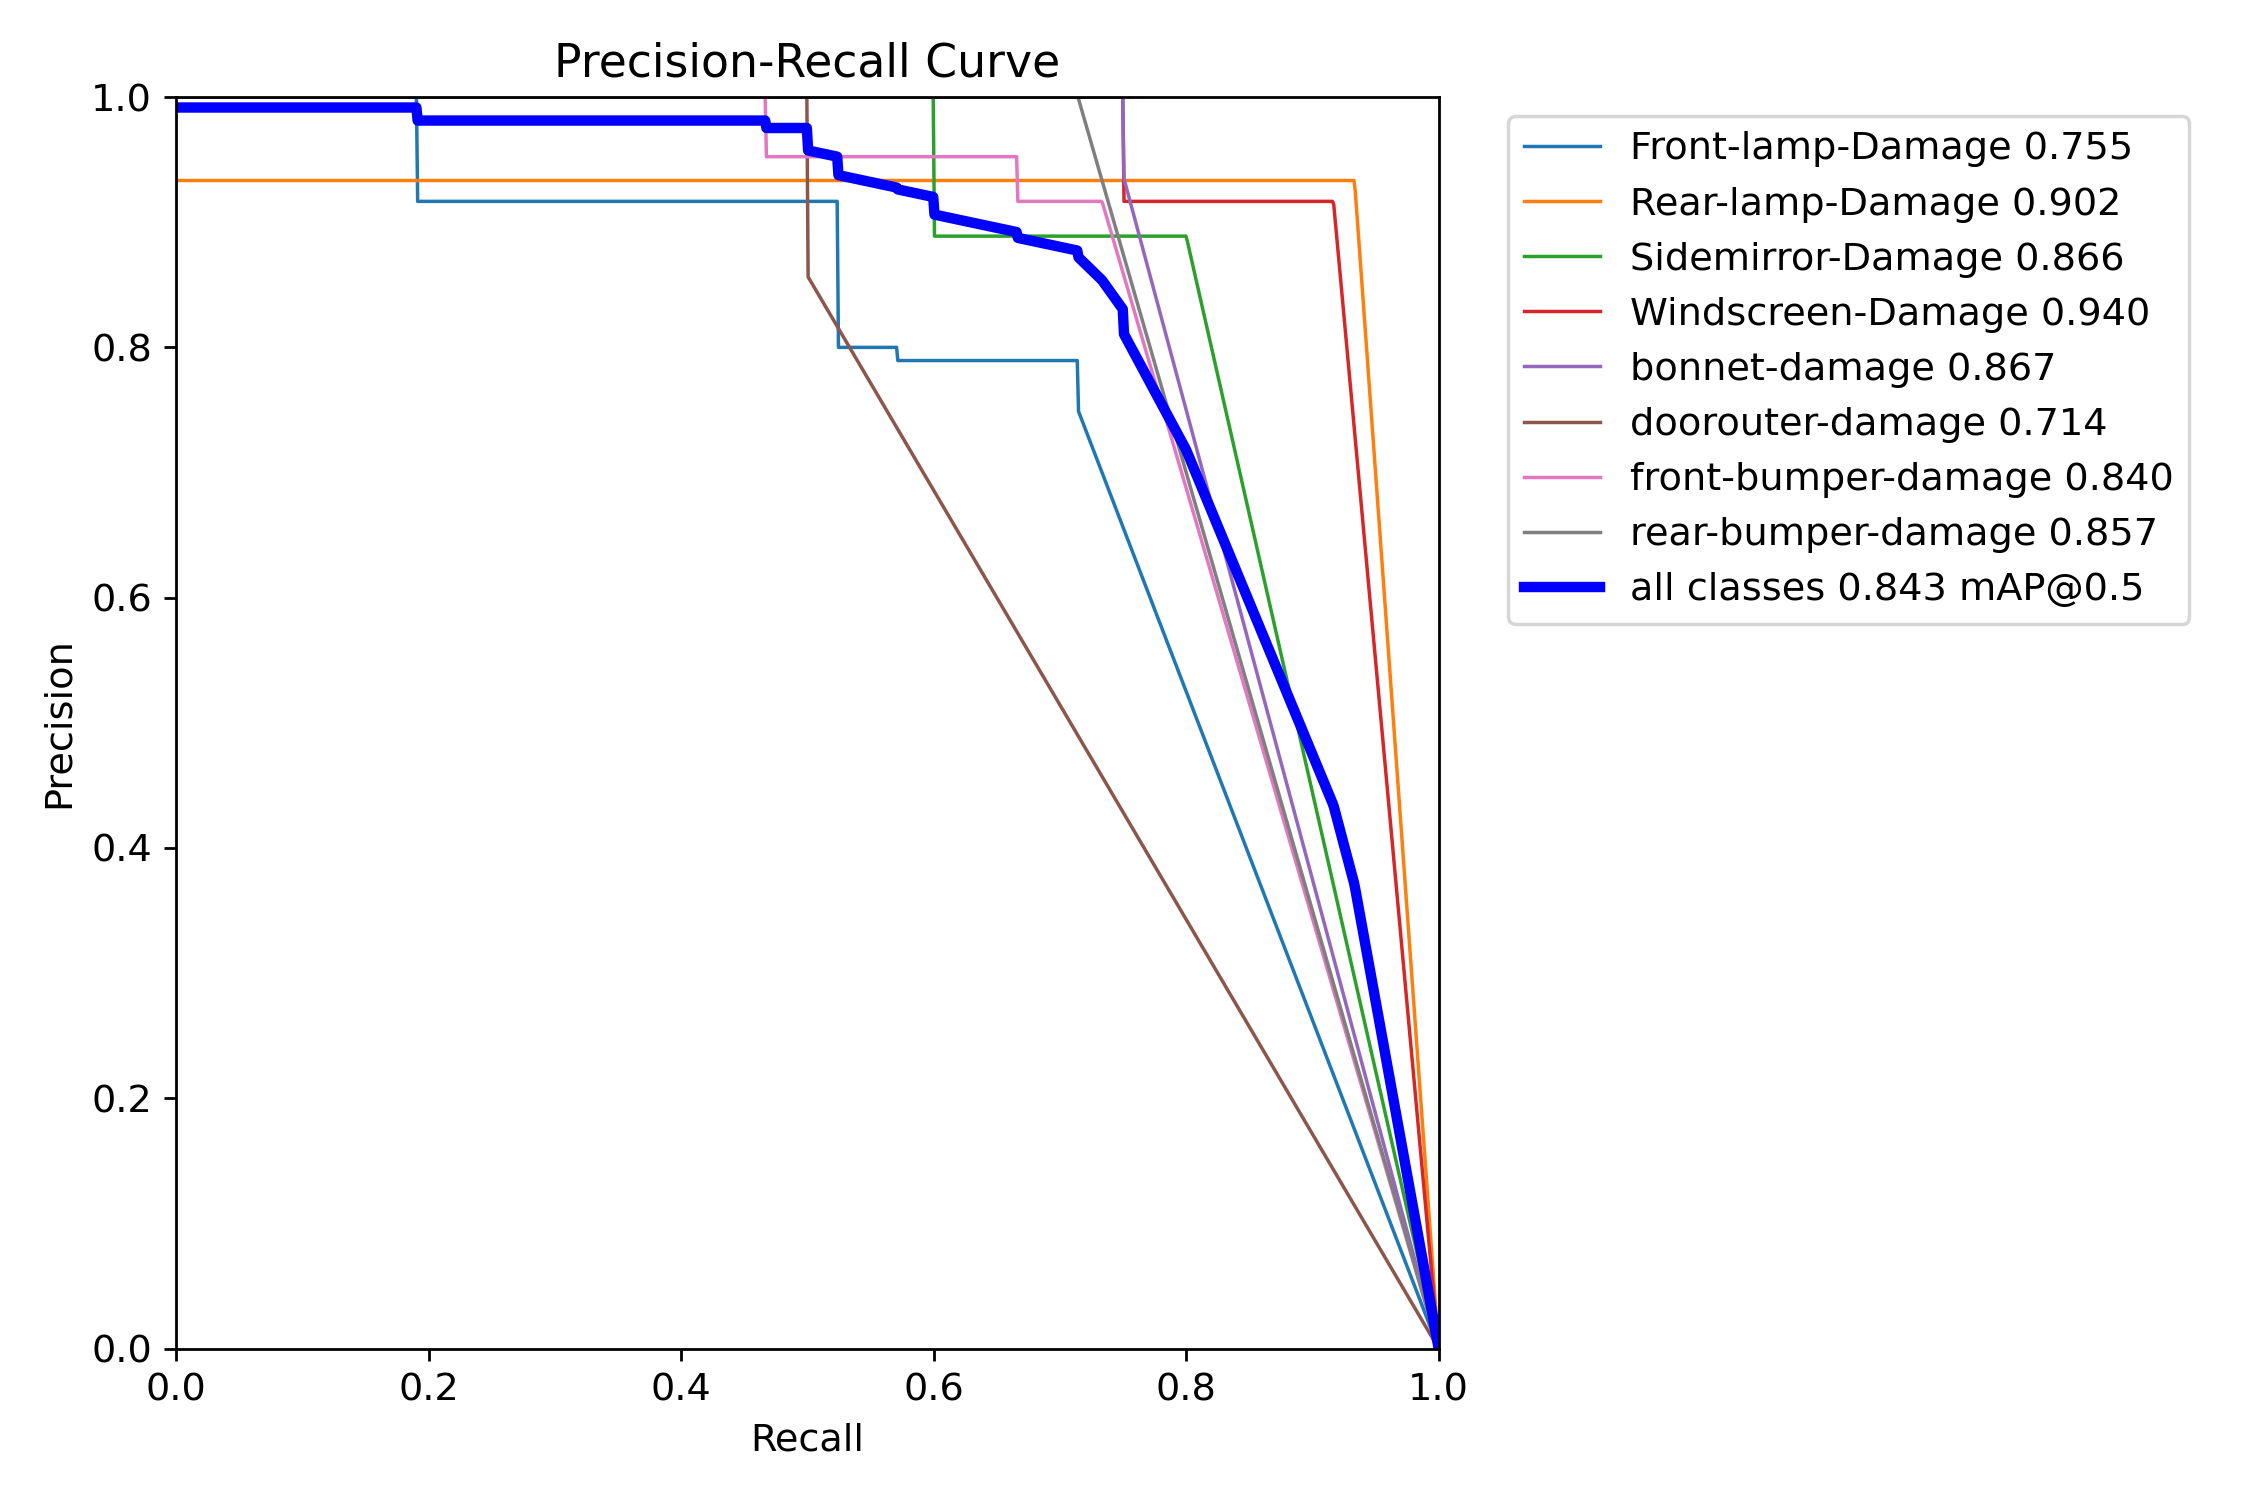 Precision-Recall Curve
1.0
0.8
0.6
0.4
0.2
0.0
Precision
0.0 0.2 0.4 0.6 0.8 1.0
Recall
Front-lamp-Damage 0.755
Rear-lamp-Damage 0.902
Sidemirror-Damage 0.866
Windscreen-Damage 0.940
bonnet-damage 0.867
doorouter-damage 0.714
front-bumper-damage 0.840
rear-bumper-damage 0.857
all classes 0.843 mAP@0.5